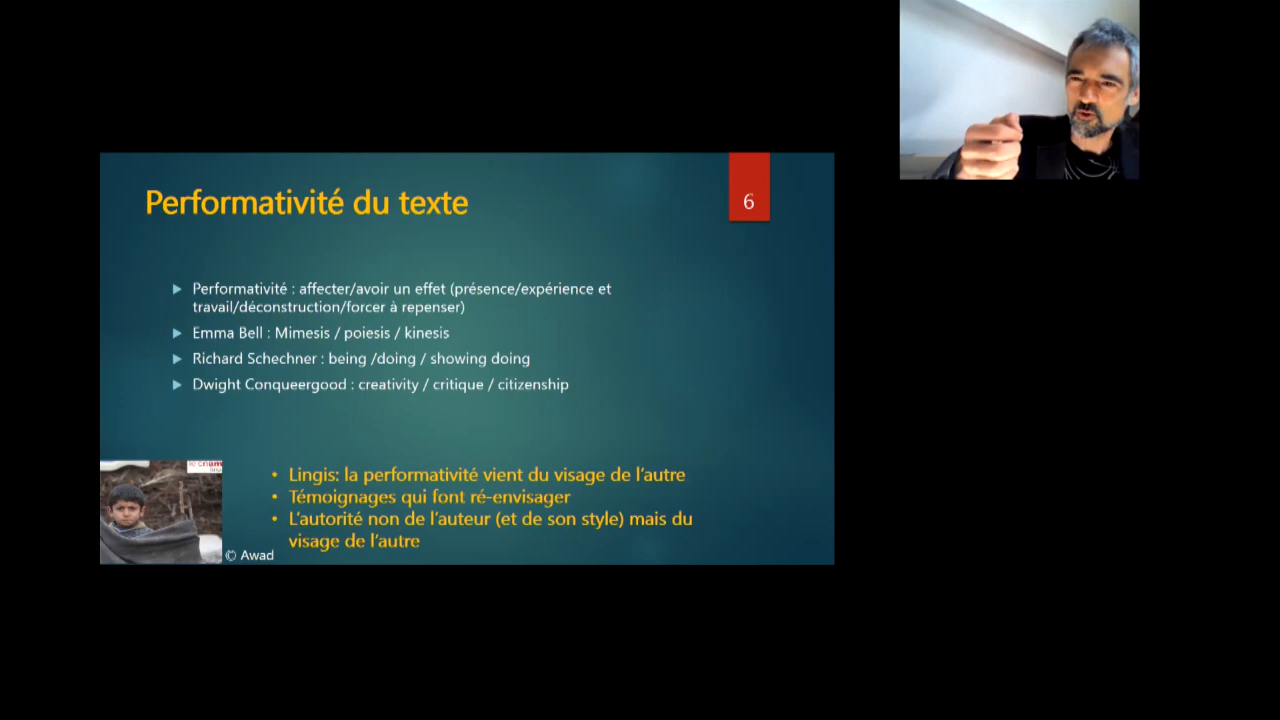 Performativité du texte
6
Performativité : affecter/avoir un effet (présence/expérience et
travail/déconstruction/forcer à repenser)
Emma Bell : Mimesis / poiesis / kinesis
Richard Schechner : being /doing / showing doing
Dwight Conqueergood : creativity / critique / citizenship
le cnam
• Lingis: la performativité vient du visage de l'autre
• Témoignages qui font ré-envisager
• L'autorité non de l'auteur (et de son style) mais du
visage de l'autre
© Awad